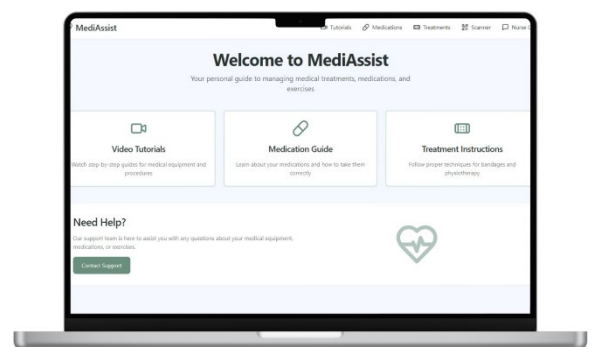 MediAssist
Tutorials
Medications
Treatments
Scanner
Nurse
Welcome to MediAssist
Your personal guide to managing medical treatments, medications, and
exercises
Video Tutorials
Watch step-by-step guides for medical equipment and
procedures
Medication Guide
Learn about your medications and how to take them
correctly
Treatment Instructions
Follow proper techniques for bandages and
physiotherapy
Need Help?
Our support team is here to assist you with any questions about your medical equipment,
medications, or exercises.
Contact Support